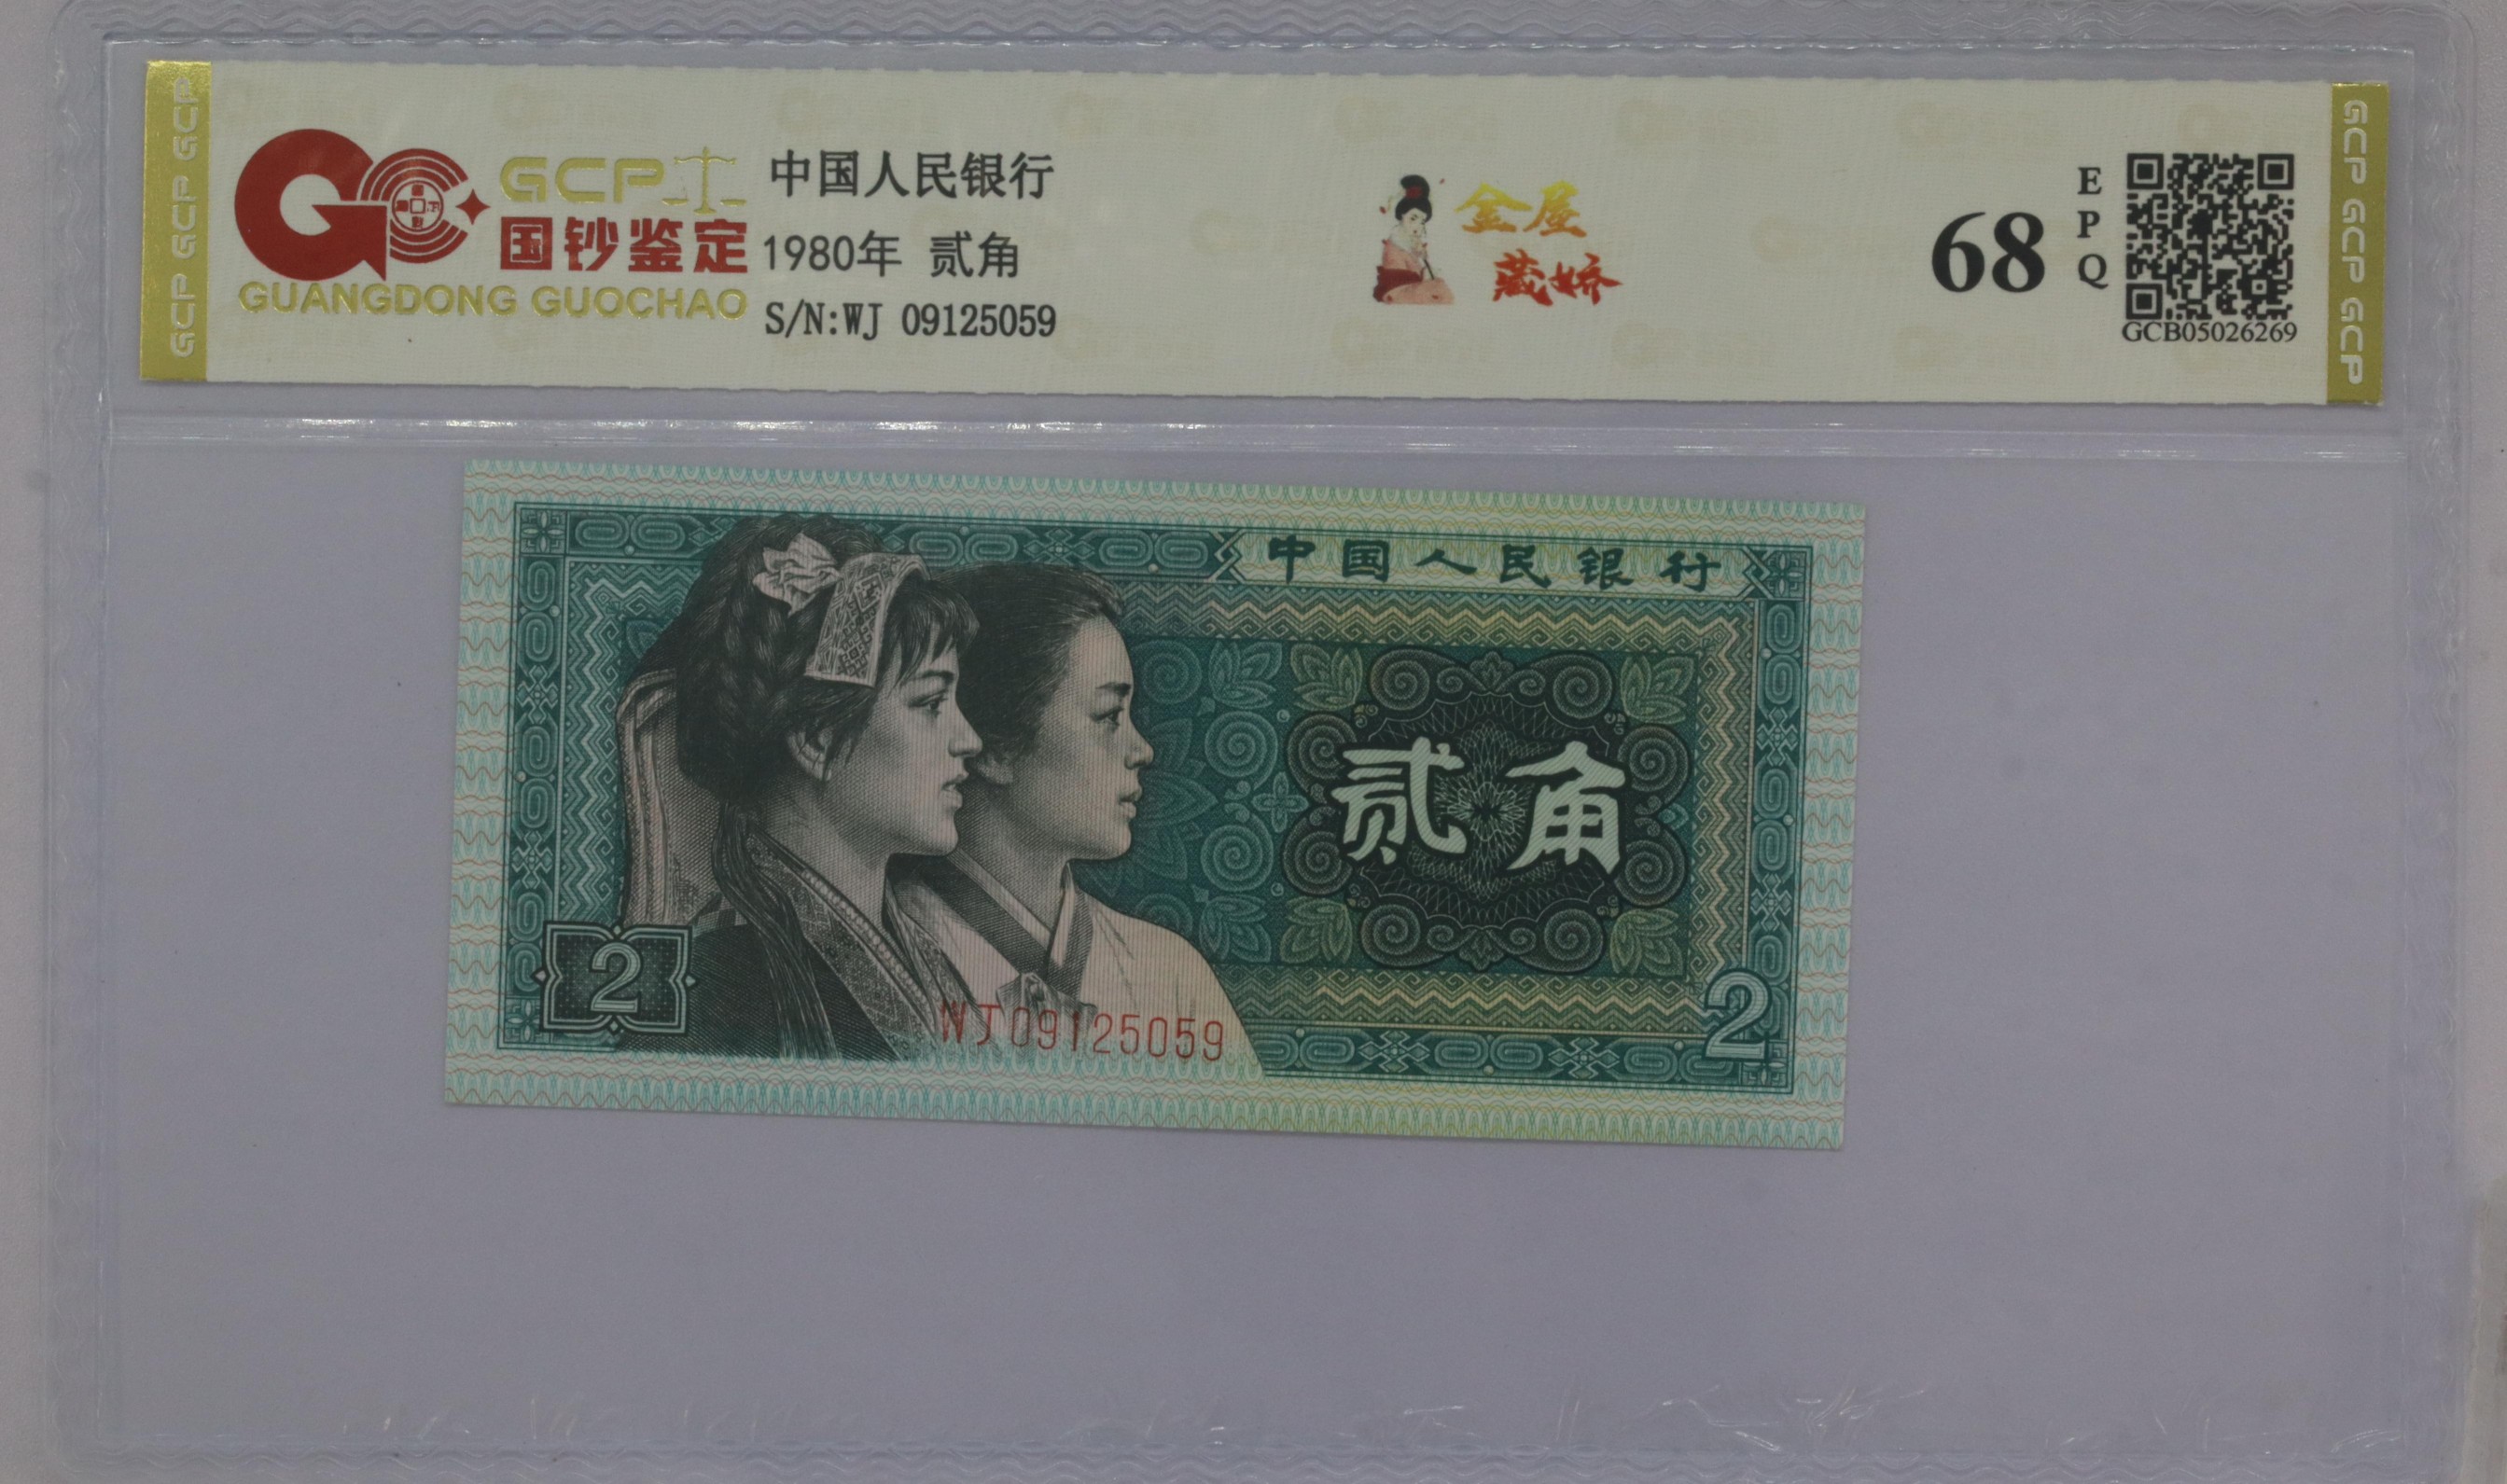 GCP GCP GCP
GCP
国钞鉴定
GUANGDONG GUOCHAO
中国人民银行
1980年 贰角
S/N:WJ 09125059
金屋
藏娇
68
EPQ
GCB05026269
GCP GCP GCP
中国人民银行
贰角
2
WJ09125059
2